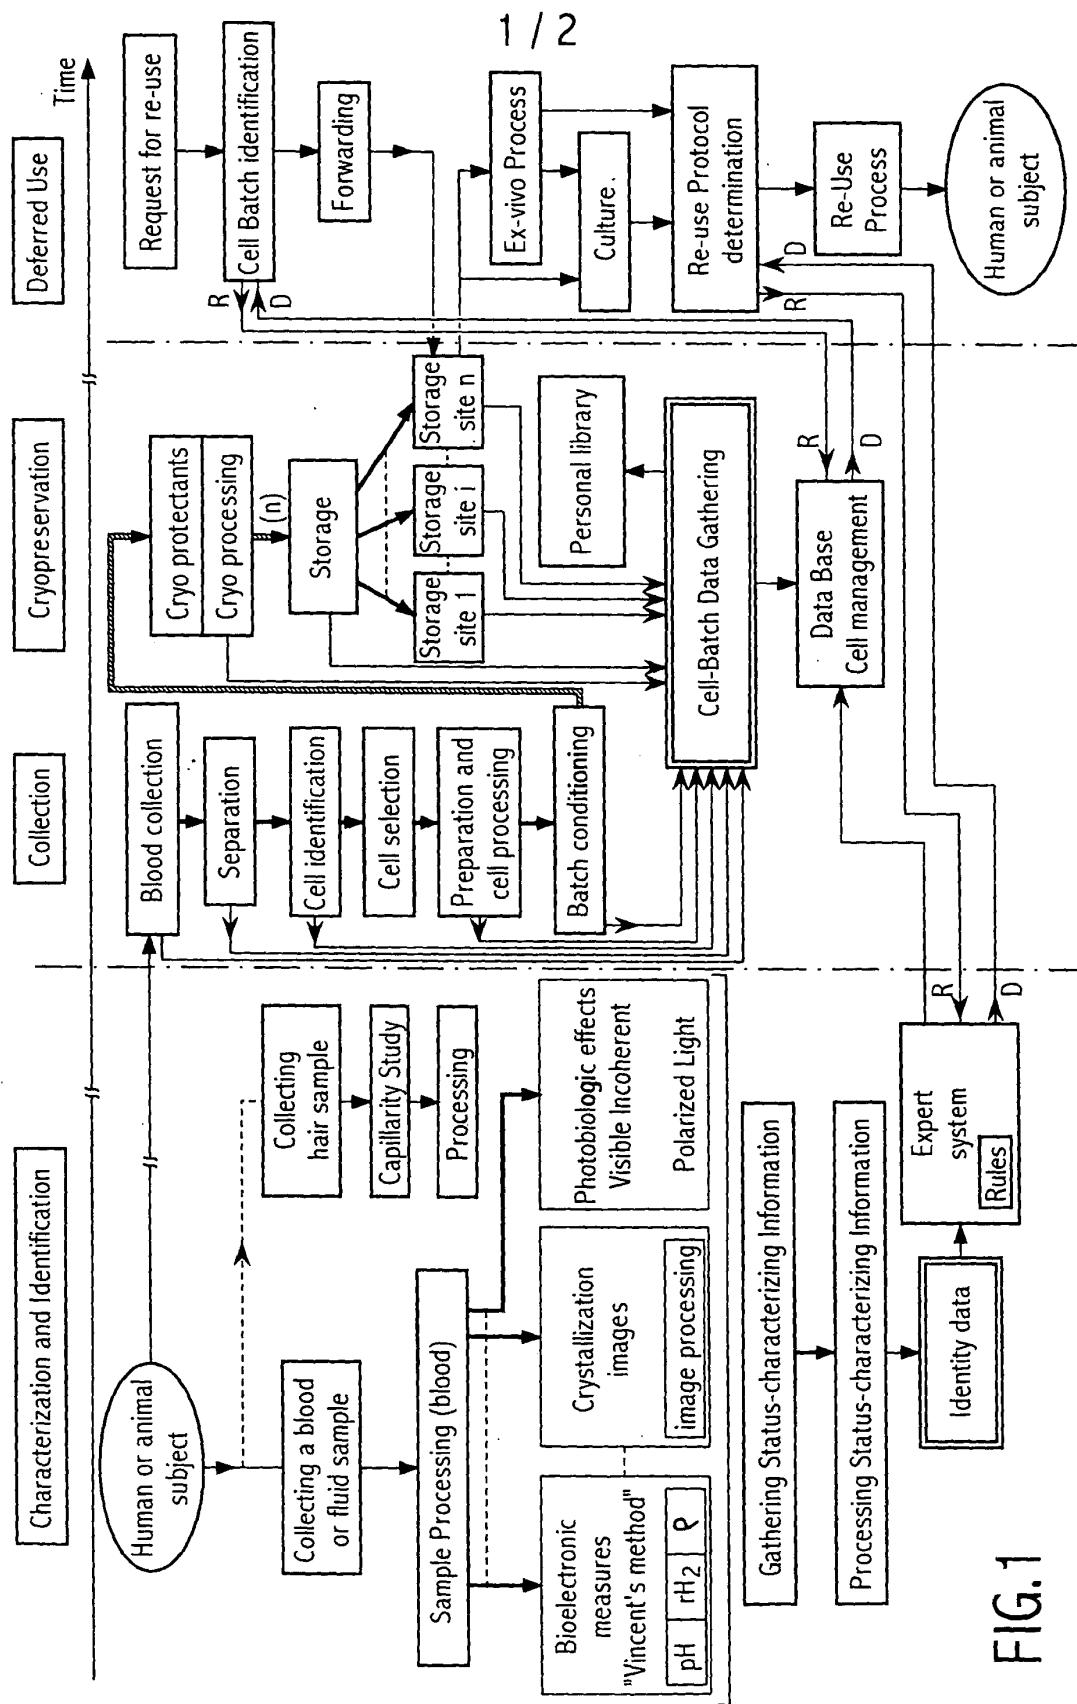 1 / 2
Characterization and Identification
Collection
Cryopreservation
Deferred Use
Time
Human or animal
subject
Collecting a blood
or fluid sample
Sample Processing (blood)
Bioelectronic
measures
"Vincent's method"
pH
rH2
ρ
Crystallization
images
image processing
Photobiologic effects
Visible Incoherent
Polarized Light
Collecting
hair sample
Capillarity Study
Processing
Gathering Status-characterizing Information
Processing Status-characterizing Information
Identity data
Expert
system
Rules
R
D
Blood collection
Separation
Cell identification
Cell selection
Preparation and
cell processing
Batch conditioning
Cryo protectants
Cryo processing
(n)
Storage
Storage
site 1
Storage
site i
Storage
site n
Personal library
Cell-Batch Data Gathering
Data Base
Cell management
R
D
Request for re-use
Cell Batch identification
R
D
Forwarding
Ex-vivo Process
Culture.
Re-use Protocol
determination
R
D
Re-Use
Process
Human or animal
subject
FIG.1